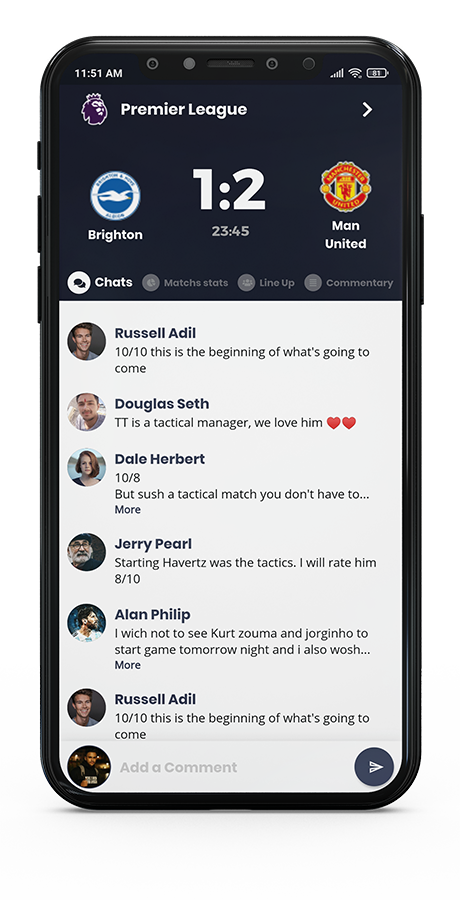 11:51 AM
81
Premier League
BRIGHTON & HOVE
ALBION
MANCHESTER
UNITED
1:2
23:45
Brighton
Man
United
Chats
Matchs stats
Line Up
Commentary
Russell Adil
10/10 this is the beginning of what's going to
come
Douglas Seth
TT is a tactical manager, we love him ❤️❤️
Dale Herbert
10/8
But sush a tactical match you don't have to...
More
Jerry Pearl
Starting Havertz was the tactics. I will rate him
8/10
Alan Philip
I wich not to see Kurt zouma and jorginho to
start game tomorrow night and i also wosh...
More
Russell Adil
10/10 this is the beginning of what's going to
come
Add a Comment